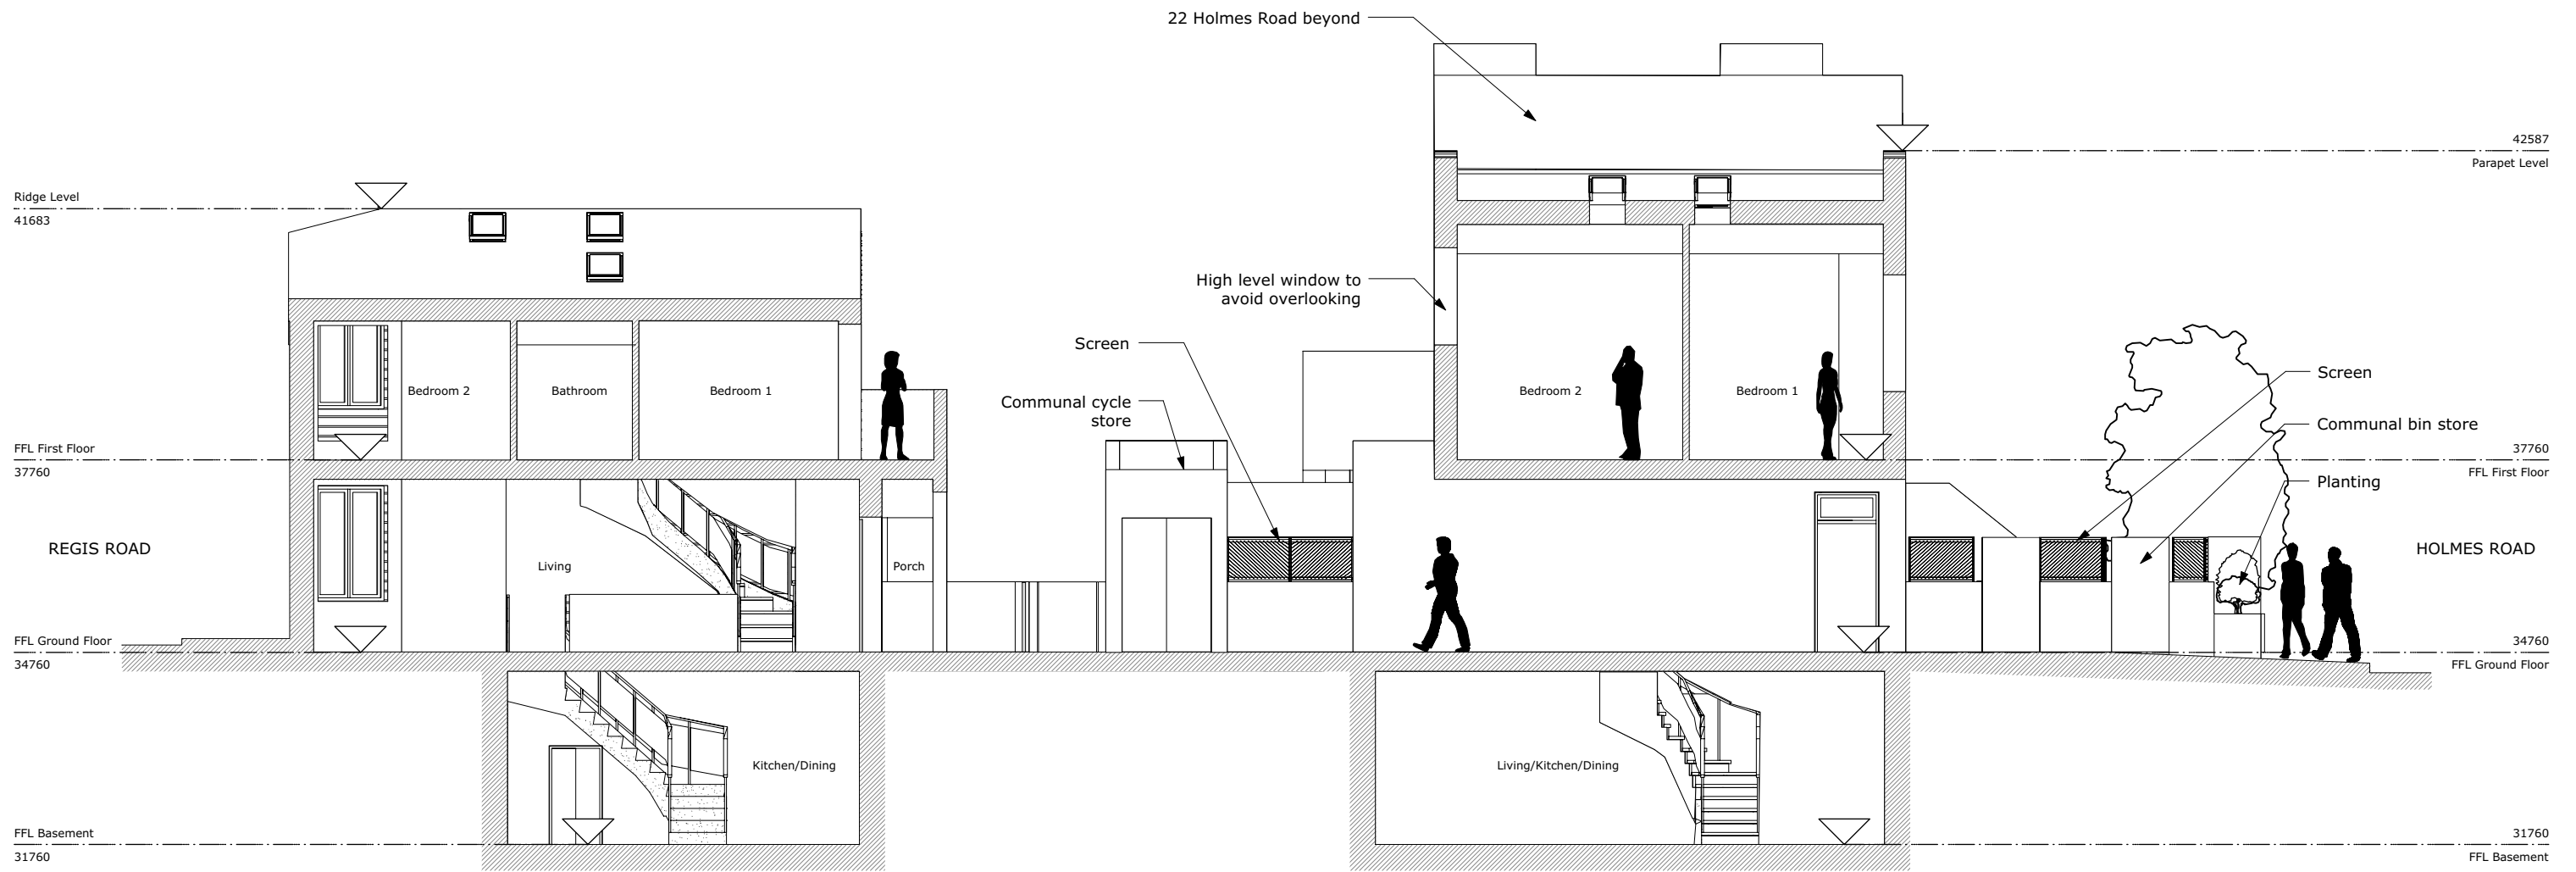 22 Holmes Road beyond
42587
Parapet Level
Ridge Level
41683
High level window to
avoid overlooking
Screen
Screen
Bedroom 2
Bathroom
Bedroom 1
Bedroom 2
Bedroom 1
Communal cycle
store
Communal bin store
FFL First Floor
37760
37760
FFL First Floor
Planting
REGIS ROAD
HOLMES ROAD
Living
Porch
FFL Ground Floor
34760
34760
FFL Ground Floor
Kitchen/Dining
Living/Kitchen/Dining
FFL Basement
31760
31760
FFL Basement